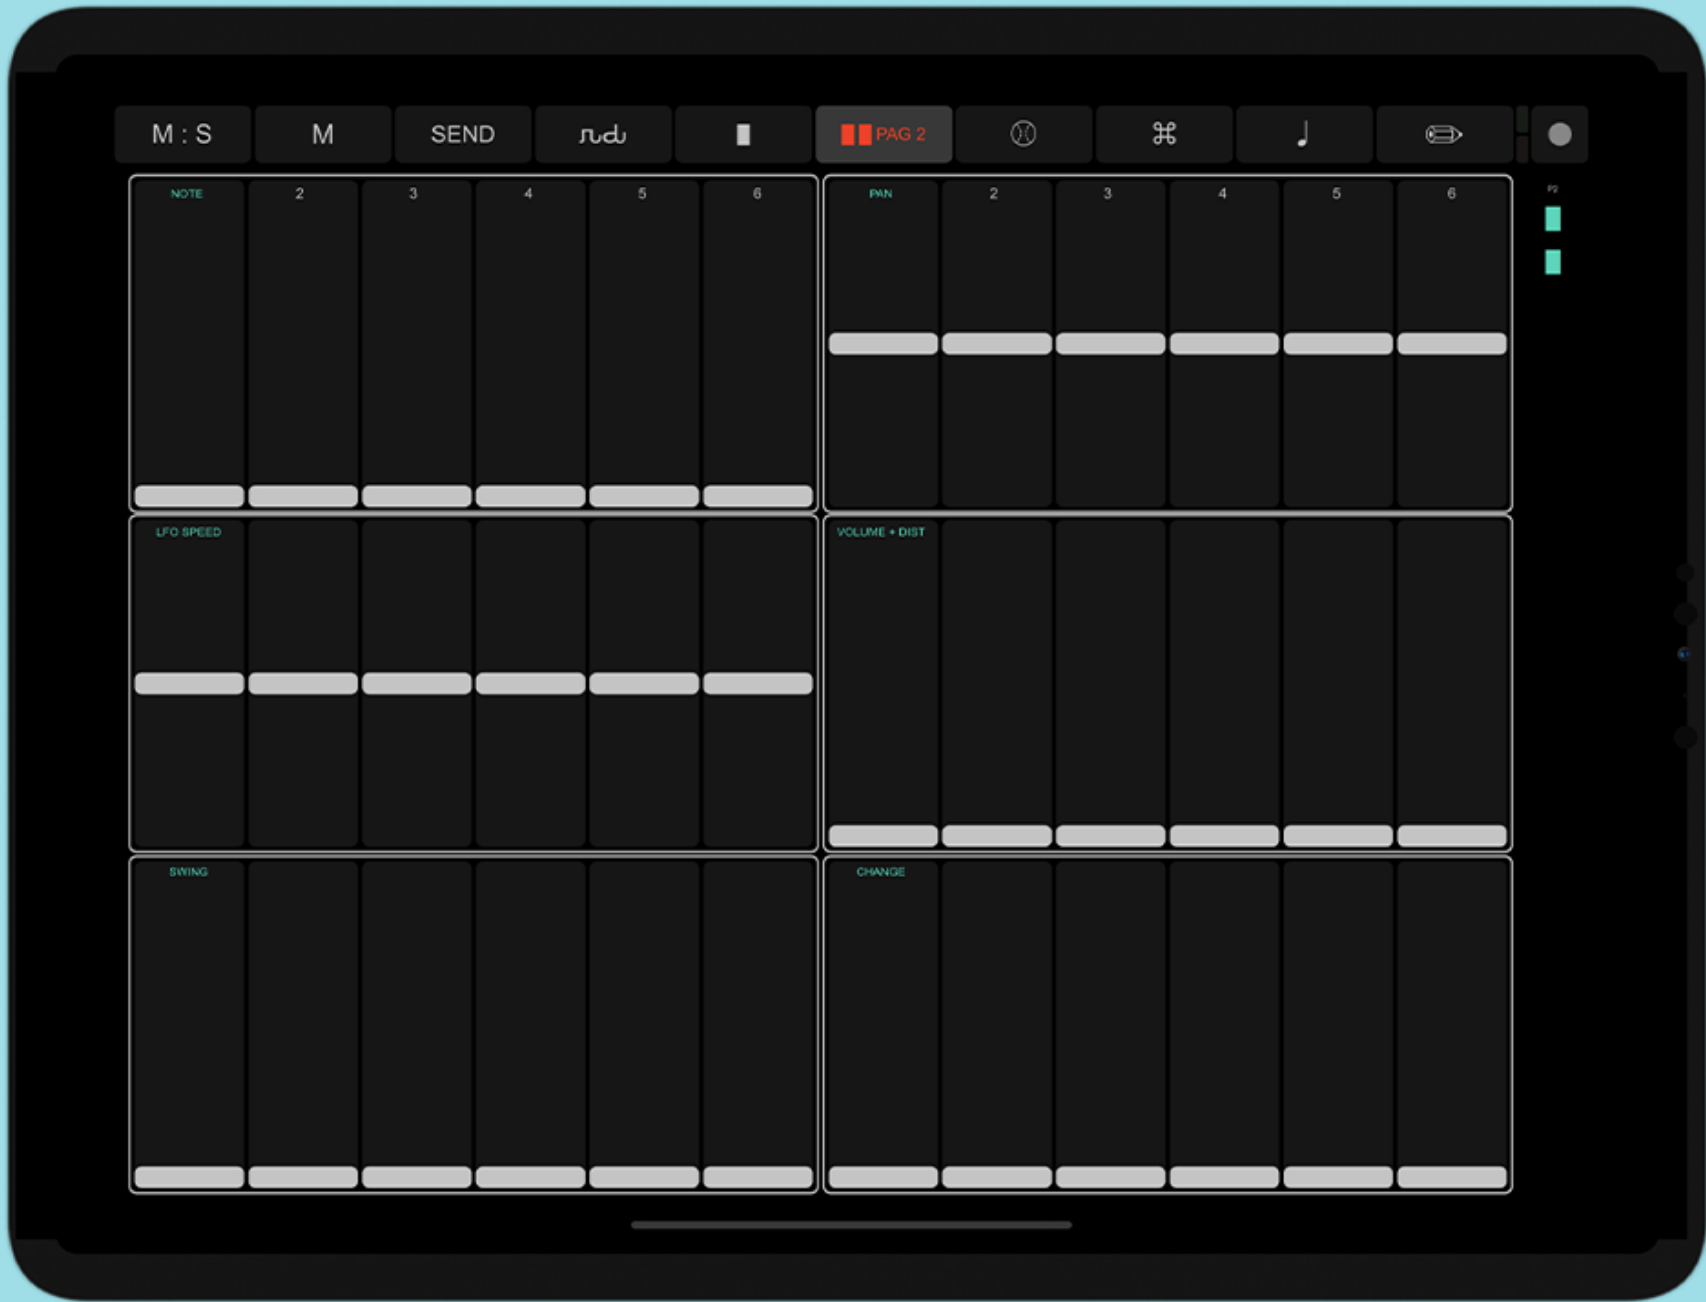 M : S M SEND PAG 2
NOTE 2 3 4 5 6 PAN 2 3 4 5 6
P2
LFO SPEED VOLUME + DIST
SWING CHANGE